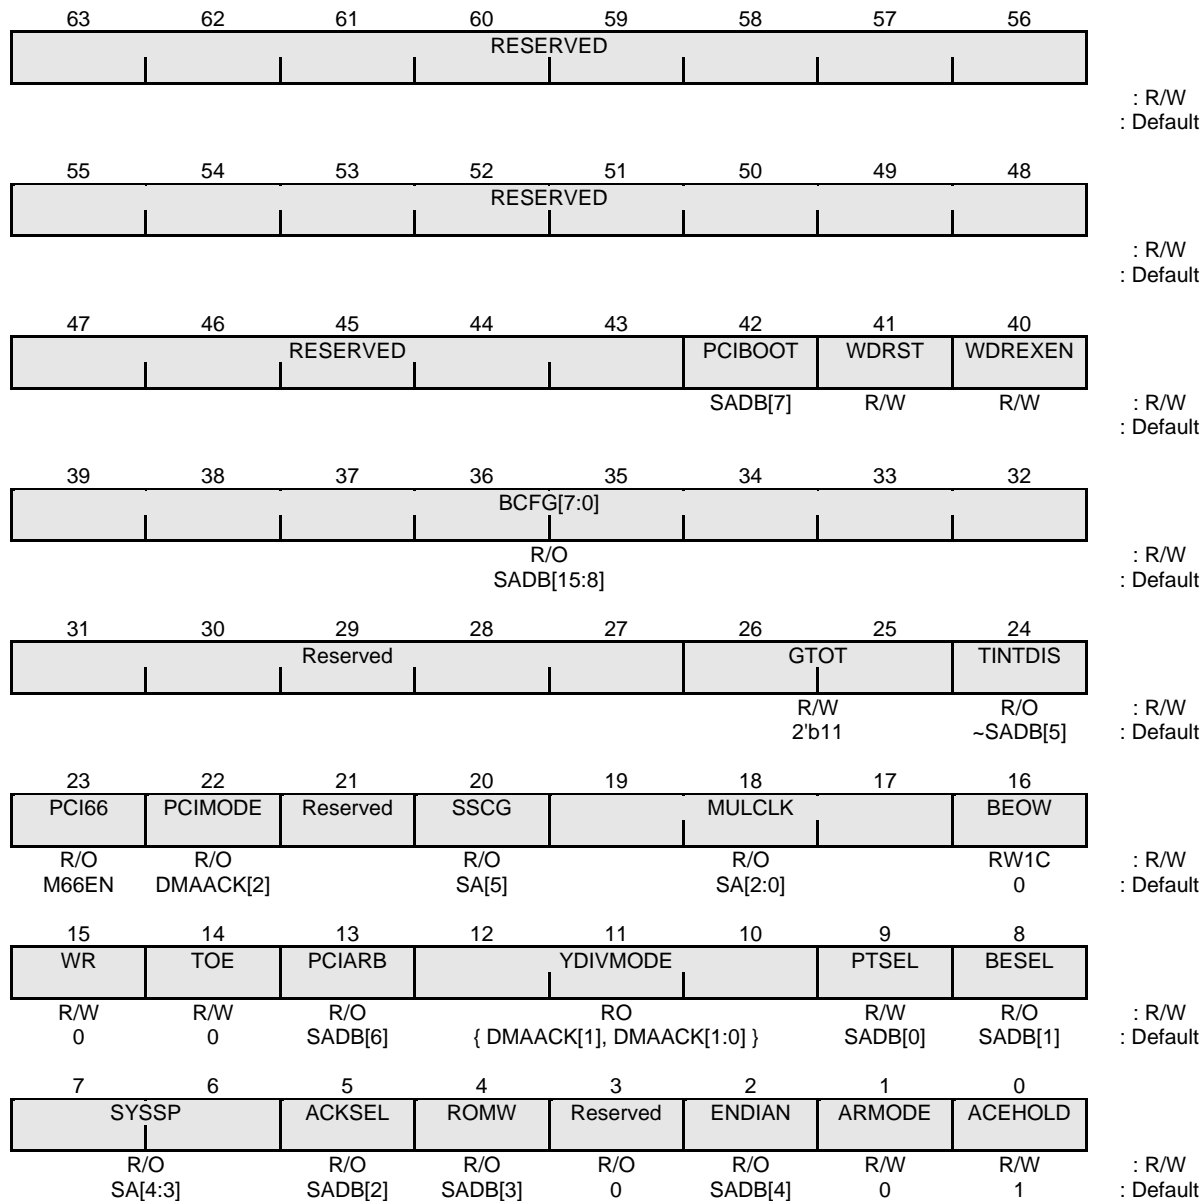 63 62 61 60 59 58 57 56
RESERVED
: R/W
: Default
55 54 53 52 51 50 49 48
RESERVED
: R/W
: Default
47 46 45 44 43 42 41 40
RESERVED PCIBOOT WDRST WDREXEN
SADB[7] R/W R/W : R/W
: Default
39 38 37 36 35 34 33 32
BCFG[7:0]
R/O : R/W
SADB[15:8] : Default
31 30 29 28 27 26 25 24
Reserved GTOT TINTDIS
R/W R/O : R/W
2'b11 ~SADB[5] : Default
23 22 21 20 19 18 17 16
PCI66 PCIMODE Reserved SSCG MULCLK BEOW
R/O R/O R/O R/O RW1C : R/W
M66EN DMAACK[2] SA[5] SA[2:0] 0 : Default
15 14 13 12 11 10 9 8
WR TOE PCIARB YDIVMODE PTSEL BESEL
R/W R/W R/O RO R/W R/O : R/W
0 0 SADB[6] { DMAACK[1], DMAACK[1:0] } SADB[0] SADB[1] : Default
7 6 5 4 3 2 1 0
SYSSP ACKSEL ROMW Reserved ENDIAN ARMODE ACEHOLD
R/O R/O R/O R/O R/O R/W R/W : R/W
SA[4:3] SADB[2] SADB[3] 0 SADB[4] 0 1 : Default